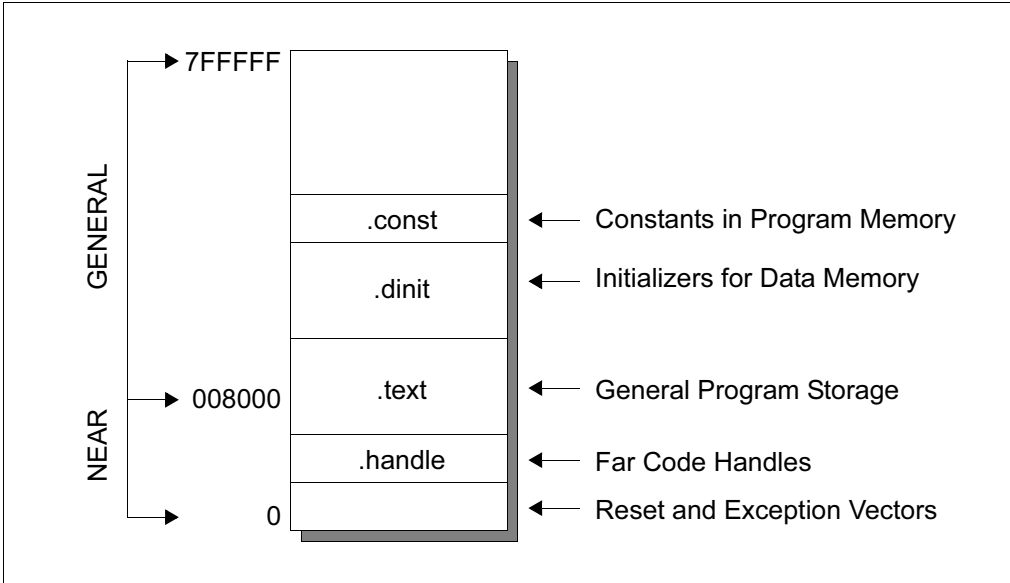 7FFFFF
GENERAL
.const
Constants in Program Memory
.dinit
Initializers for Data Memory
.text
General Program Storage
008000
NEAR
.handle
Far Code Handles
0
Reset and Exception Vectors